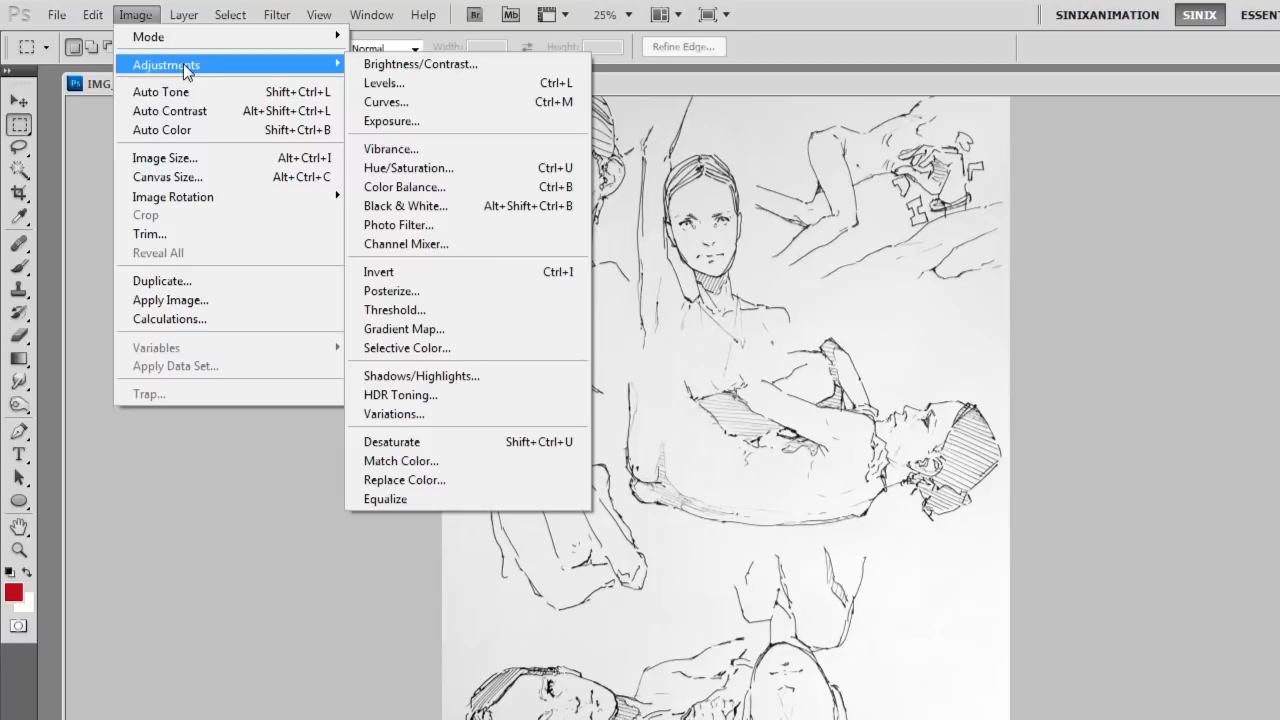 Ps File Edit Image Layer Select Filter View Window Help Br Mb 25% SINIXANIMATION SINIX ESSEN
Normal Width: Height: Refine Edge...
Ps IMG_
Mode
Adjustments
Auto Tone Shift+Ctrl+L
Auto Contrast Alt+Shift+Ctrl+L
Auto Color Shift+Ctrl+B
Image Size... Alt+Ctrl+I
Canvas Size... Alt+Ctrl+C
Image Rotation
Crop
Trim...
Reveal All
Duplicate...
Apply Image...
Calculations...
Variables
Apply Data Set...
Trap...
Brightness/Contrast...
Levels... Ctrl+L
Curves... Ctrl+M
Exposure...
Vibrance...
Hue/Saturation... Ctrl+U
Color Balance... Ctrl+B
Black & White... Alt+Shift+Ctrl+B
Photo Filter...
Channel Mixer...
Invert Ctrl+I
Posterize...
Threshold...
Gradient Map...
Selective Color...
Shadows/Highlights...
HDR Toning...
Variations...
Desaturate Shift+Ctrl+U
Match Color...
Replace Color...
Equalize
T